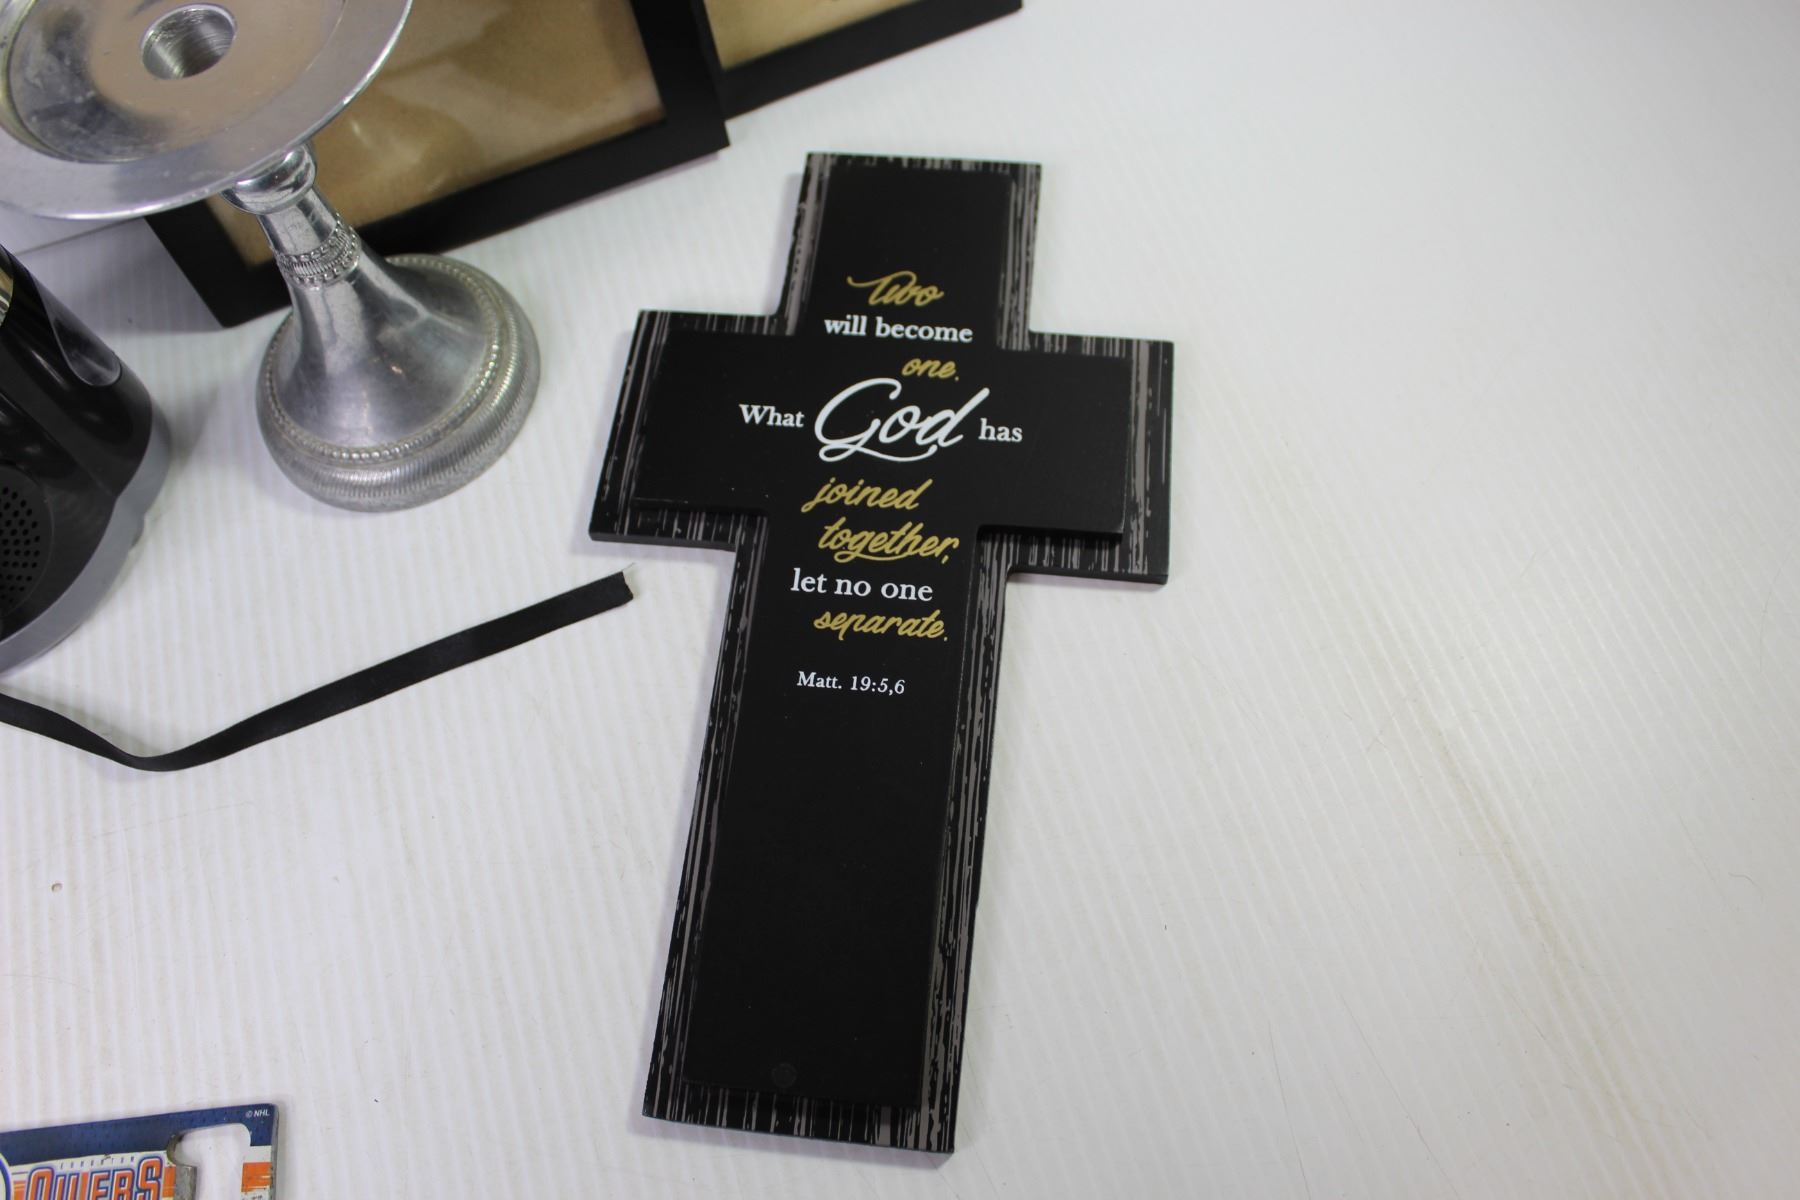 Two
will become
one.
What God has
joined
together,
let no one
separate.
Matt. 19:5,6
© NHL
EDMONTON
OILERS